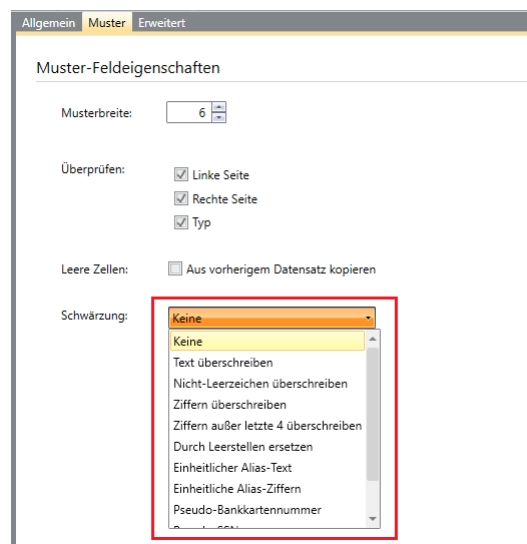 Allgemein Muster Erweitert
Muster-Feldeigenschaften
Musterbreite: 6
Überprüfen: Linke Seite
Rechte Seite
Typ
Leere Zellen: Aus vorherigem Datensatz kopieren
Schwärzung: Keine
Keine
Text überschreiben
Nicht-Leerzeichen überschreiben
Ziffern überschreiben
Ziffern außer letzte 4 überschreiben
Durch Leerstellen ersetzen
Einheitlicher Alias-Text
Einheitliche Alias-Ziffern
Pseudo-Bankkartennummer